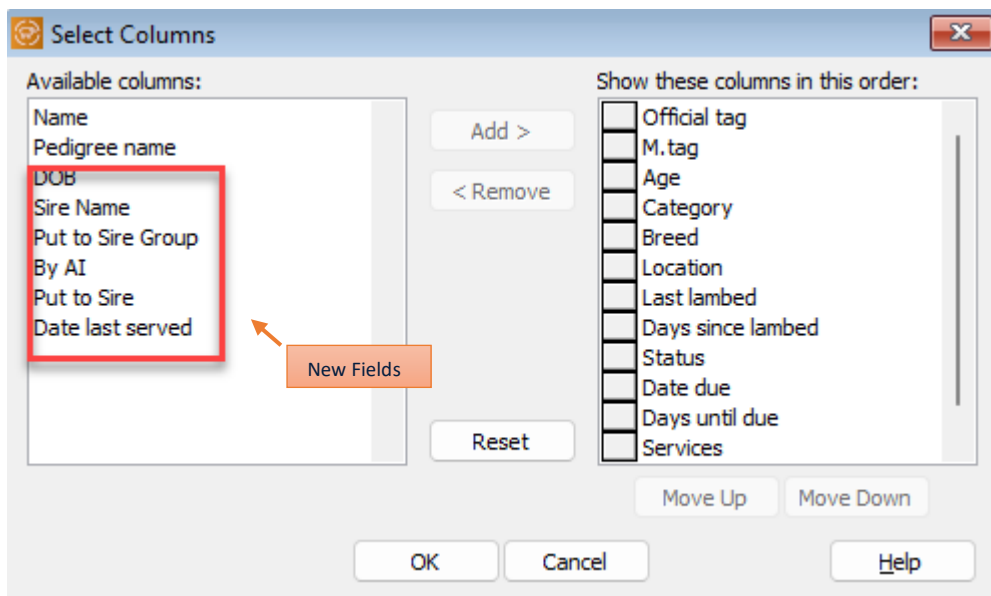 Select Columns
Available columns:
Name
Pedigree name
DOB
Sire Name
Put to Sire Group
By AI
Put to Sire
Date last served
New Fields
Add >
< Remove
Reset
Show these columns in this order:
Official tag
M.tag
Age
Category
Breed
Location
Last lambed
Days since lambed
Status
Date due
Days until due
Services
Move Up
Move Down
OK
Cancel
Help